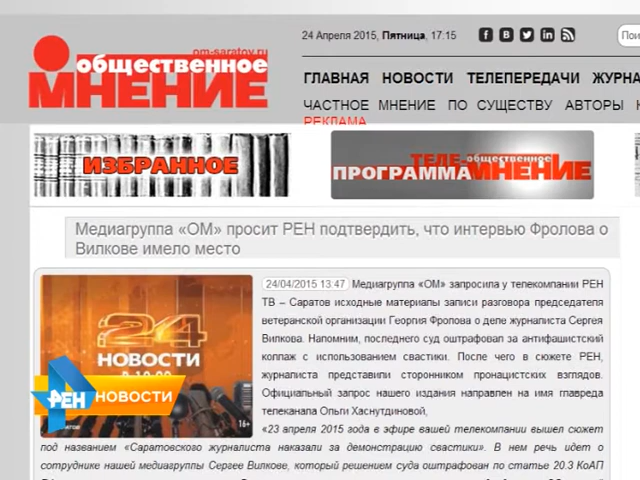 om-saratov.ru
общественное
МНЕНИЕ
24 Апреля 2015, Пятница, 17.15
ГЛАВНАЯ НОВОСТИ ТЕЛЕПЕРЕДАЧИ
ЧАСТНОЕ МНЕНИЕ ПО СУЩЕСТВУ АВТОРЫ
РЕКЛАМА
ИЗБРАННОЕ
ТЕЛЕ общественное
ПРОГРАММА МНЕНИЕ
Медиагруппа «ОМ» просит РЕН подтвердить, что интервью Фролова о
Вилкове имело место
24/04/2015 13:47 Медиагруппа «ОМ» запросила у телекомпании РЕН
ТВ – Саратов исходные материалы записи разговора председателя
ветеранской организации Георгия Фролова о деле журналиста Сергея
Вилкова. Напомним, последнего суд оштрафовал за антифашистский
коллаж с использованием свастики. После чего в сюжете РЕН,
журналиста представили сторонником пронацистских взглядов.
Официальный запрос нашего издания направлен на имя главреда
телеканала Ольги Хаснутдиновой,
24
НОВОСТИ
16+
РЕН НОВОСТИ
«23 апреля 2015 года в эфире вашей телекомпании вышел сюжет
под названием «Саратовского журналиста наказали за демонстрацию свастики». В нем речь идет о
сотруднике нашей медиагруппы Сергее Вилкове, который решением суда оштрафован по статье 20.3 КоАП